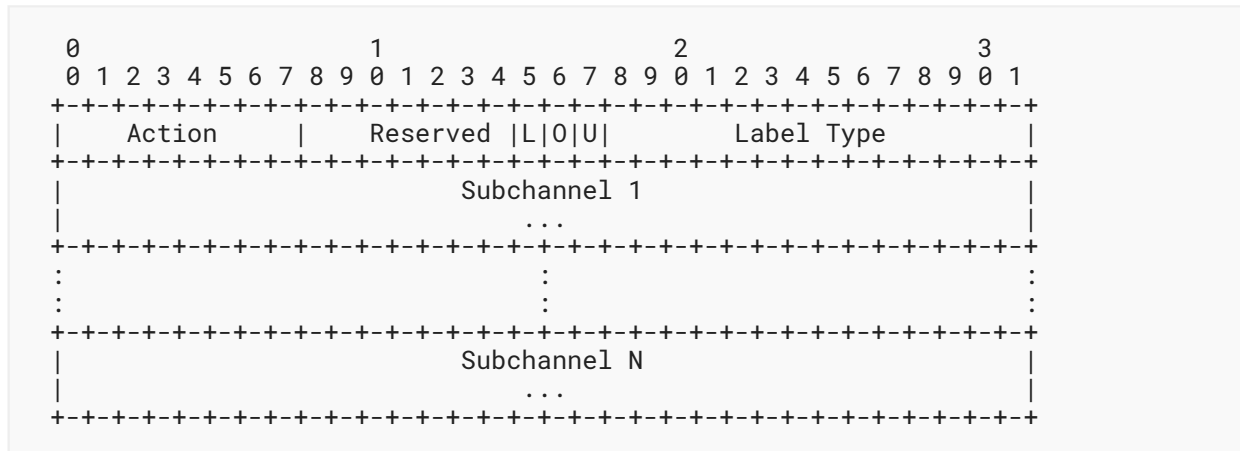 0                   1                   2                   3
 0 1 2 3 4 5 6 7 8 9 0 1 2 3 4 5 6 7 8 9 0 1 2 3 4 5 6 7 8 9 0 1
+-+-+-+-+-+-+-+-+-+-+-+-+-+-+-+-+-+-+-+-+-+-+-+-+-+-+-+-+-+-+-+-+
|    Action     |    Reserved |L|O|U|        Label Type         |
+-+-+-+-+-+-+-+-+-+-+-+-+-+-+-+-+-+-+-+-+-+-+-+-+-+-+-+-+-+-+-+-+
|                          Subchannel 1                         |
|                              ...                              |
+-+-+-+-+-+-+-+-+-+-+-+-+-+-+-+-+-+-+-+-+-+-+-+-+-+-+-+-+-+-+-+-+
:                               :                               :
:                               :                               :
+-+-+-+-+-+-+-+-+-+-+-+-+-+-+-+-+-+-+-+-+-+-+-+-+-+-+-+-+-+-+-+-+
|                          Subchannel N                         |
|                              ...                              |
+-+-+-+-+-+-+-+-+-+-+-+-+-+-+-+-+-+-+-+-+-+-+-+-+-+-+-+-+-+-+-+-+